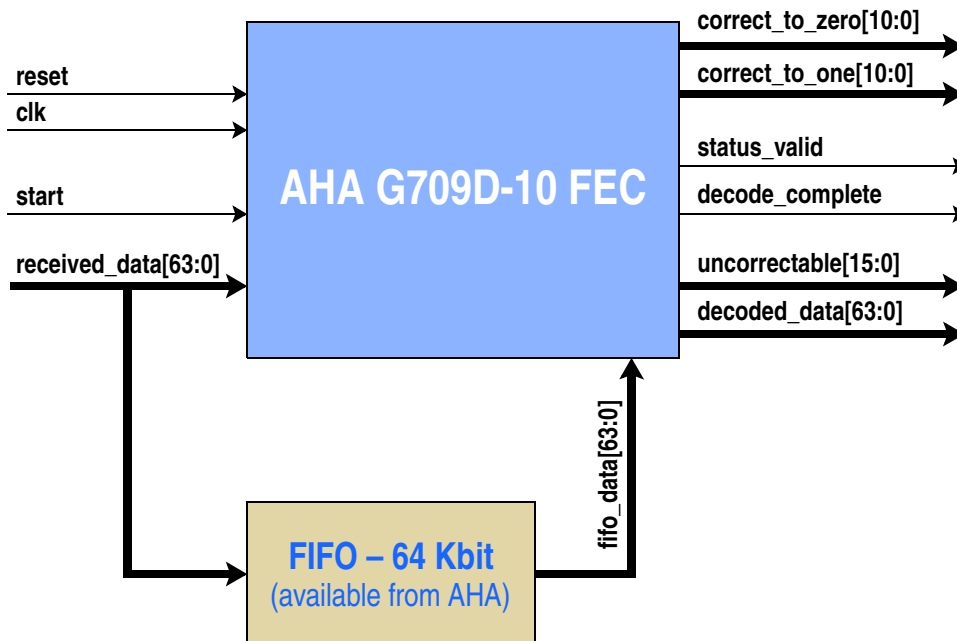 correct_to_zero[10:0]
correct_to_one[10:0]
reset
clk
status_valid
AHA G709D-10 FEC
start
decode_complete
received_data[63:0]
uncorrectable[15:0]
decoded_data[63:0]
fifo_data[63:0]
FIFO – 64 Kbit
(available from AHA)